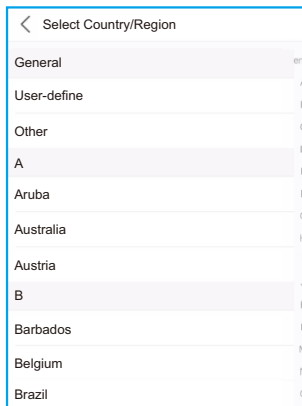 Select Country/Region
General
User-define
Other
A
Aruba
Australia
Austria
B
Barbados
Belgium
Brazil